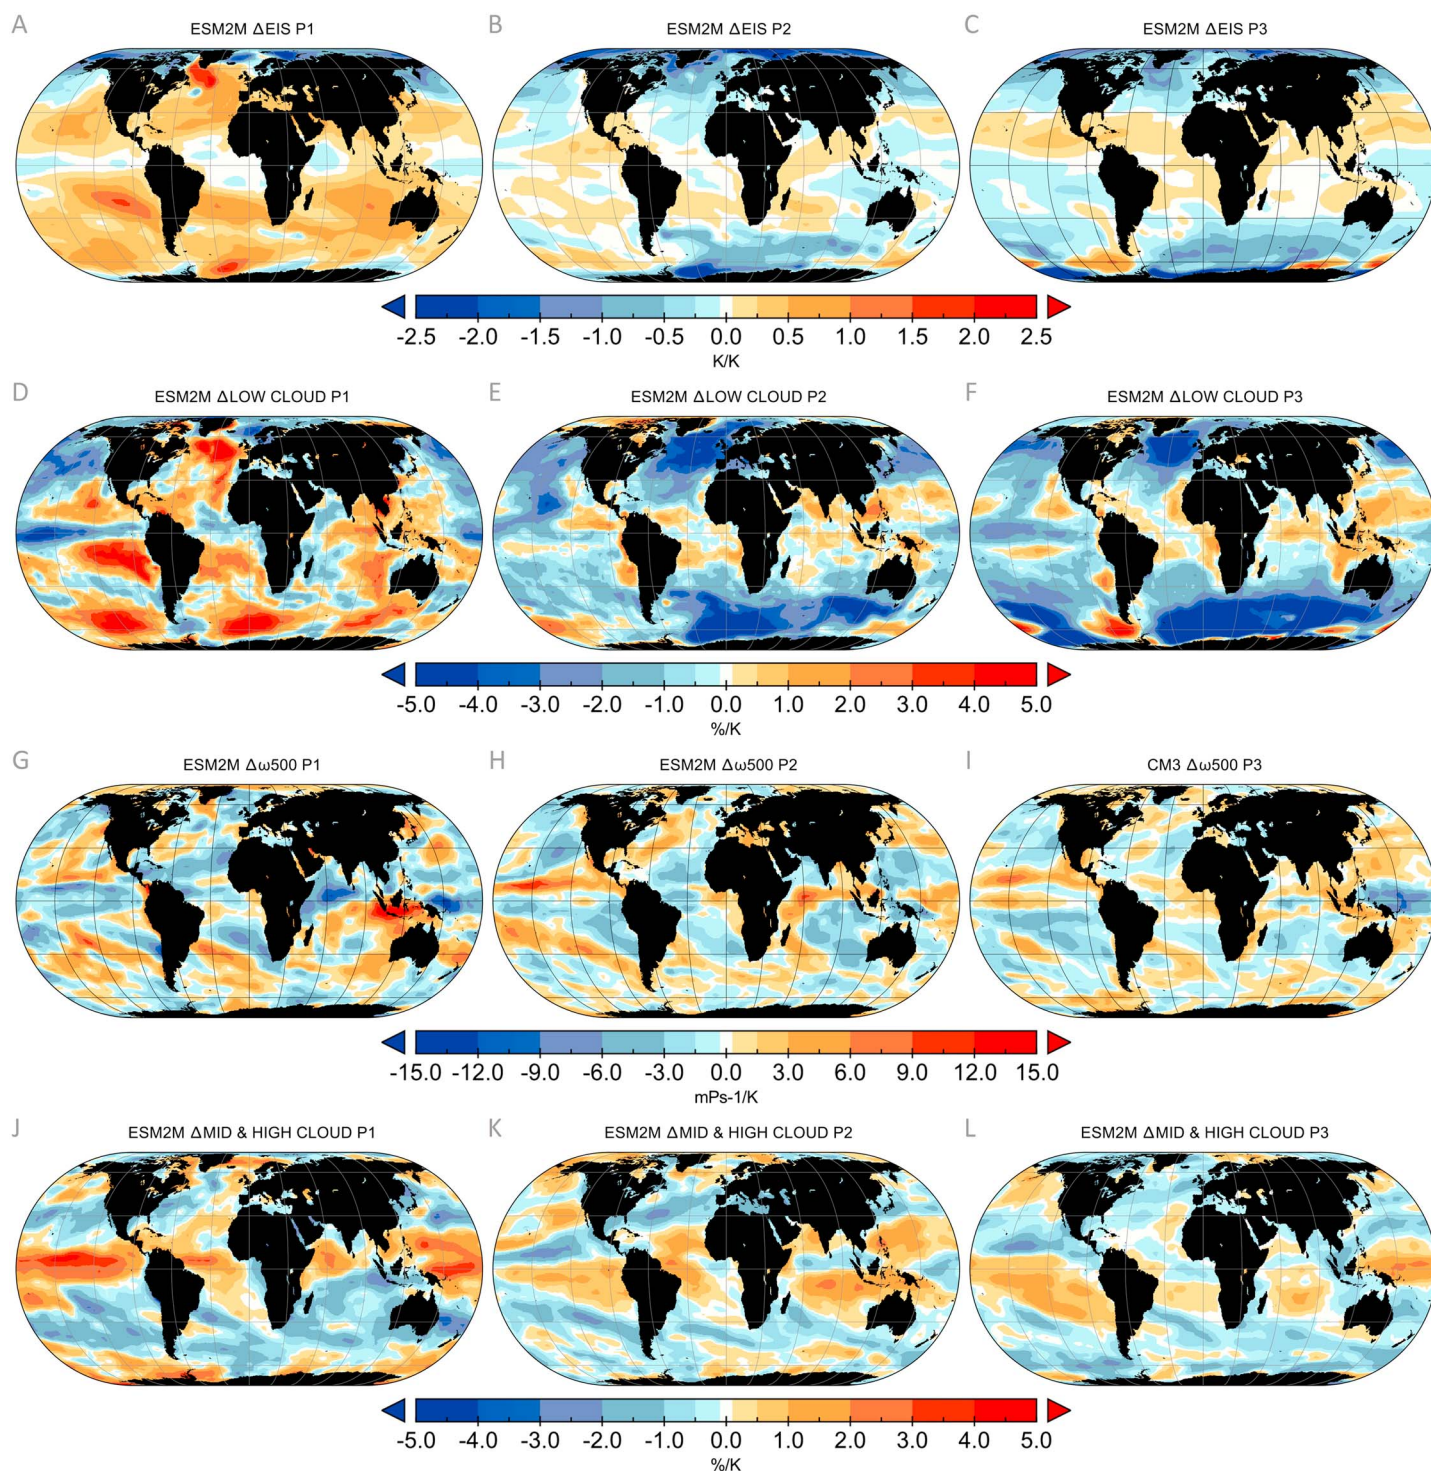 A B C
ESM2M ΔEIS P1 ESM2M ΔEIS P2 ESM2M ΔEIS P3
-2.5 -2.0 -1.5 -1.0 -0.5 0.0 0.5 1.0 1.5 2.0 2.5
K/K
D E F
ESM2M ΔLOW CLOUD P1 ESM2M ΔLOW CLOUD P2 ESM2M ΔLOW CLOUD P3
-5.0 -4.0 -3.0 -2.0 -1.0 0.0 1.0 2.0 3.0 4.0 5.0
%/K
G H I
ESM2M Δω500 P1 ESM2M Δω500 P2 CM3 Δω500 P3
-15.0 -12.0 -9.0 -6.0 -3.0 0.0 3.0 6.0 9.0 12.0 15.0
mPs-1/K
J K L
ESM2M ΔMID & HIGH CLOUD P1 ESM2M ΔMID & HIGH CLOUD P2 ESM2M ΔMID & HIGH CLOUD P3
-5.0 -4.0 -3.0 -2.0 -1.0 0.0 1.0 2.0 3.0 4.0 5.0
%/K